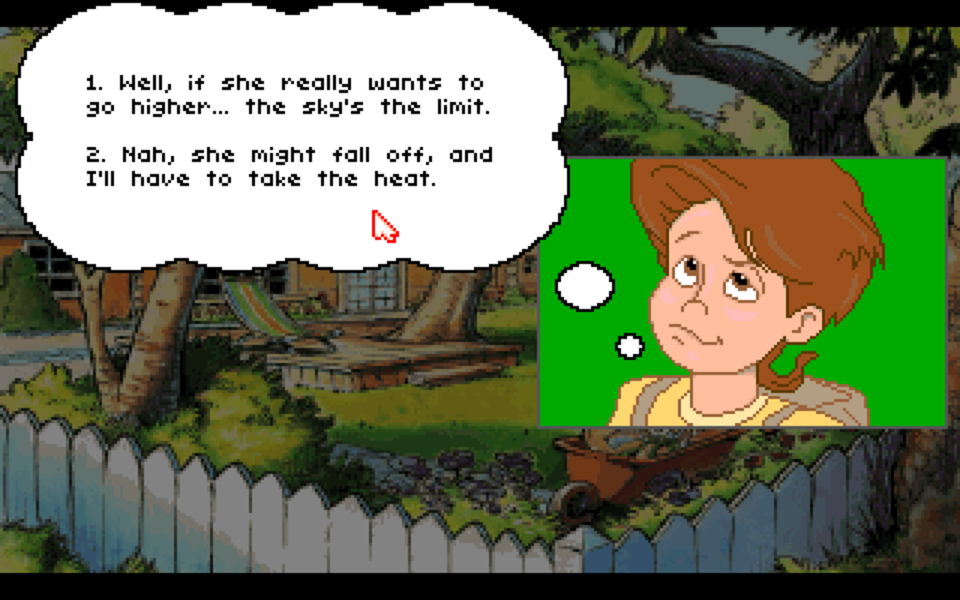 1. Well, if she really wants to
go higher... the sky's the limit.
2. Nah, she might fall off, and
I'll have to take the heat.